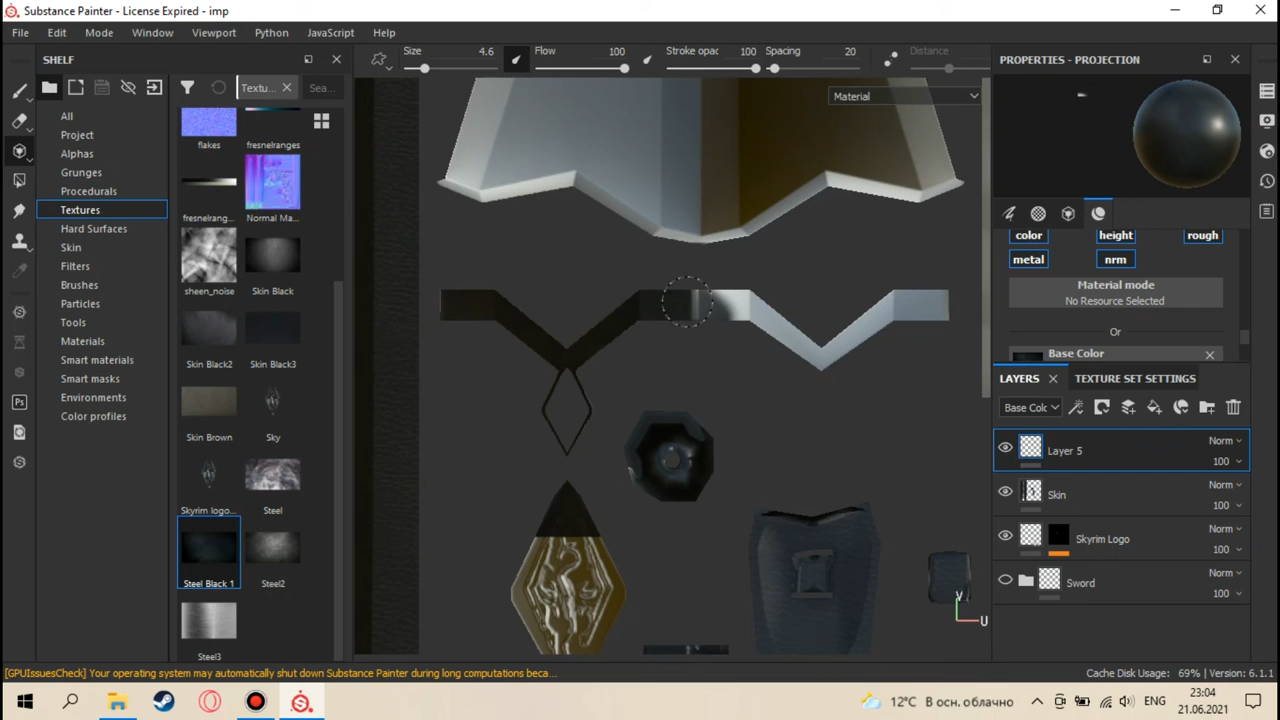 Substance Painter - License Expired - imp
File Edit Mode Window Viewport Python JavaScript Help
SHELF
Size 4.6 Flow 100 Stroke opac 100 Spacing 20 Distance
PROPERTIES - PROJECTION
Textu... Sea...
Material
All
Project
Alphas
Grunges
Procedurals
Textures
Hard Surfaces
Skin
Filters
Brushes
Particles
Tools
Materials
Smart materials
Smart masks
Environments
Color profiles
flakes fresnelranges
fresnelrang... Normal Ma...
sheen_noise Skin Black
Skin Black2 Skin Black3
Skin Brown Sky
Skyrim logo... Steel
Steel Black 1 Steel2
Steel3
Ps
V
U
color height rough
metal nrm
Material mode
No Resource Selected
Or
Base Color
LAYERS TEXTURE SET SETTINGS
Base Colc
Layer 5 Norm 100
Skin Norm 100
Skyrim Logo Norm 100
Sword Norm 100
[GPUIssuesCheck] Your operating system may automatically shut down Substance Painter during long computations beca...
Cache Disk Usage: 69% | Version: 6.1.1
12°C В осн. облачно ENG 23:04
21.06.2021